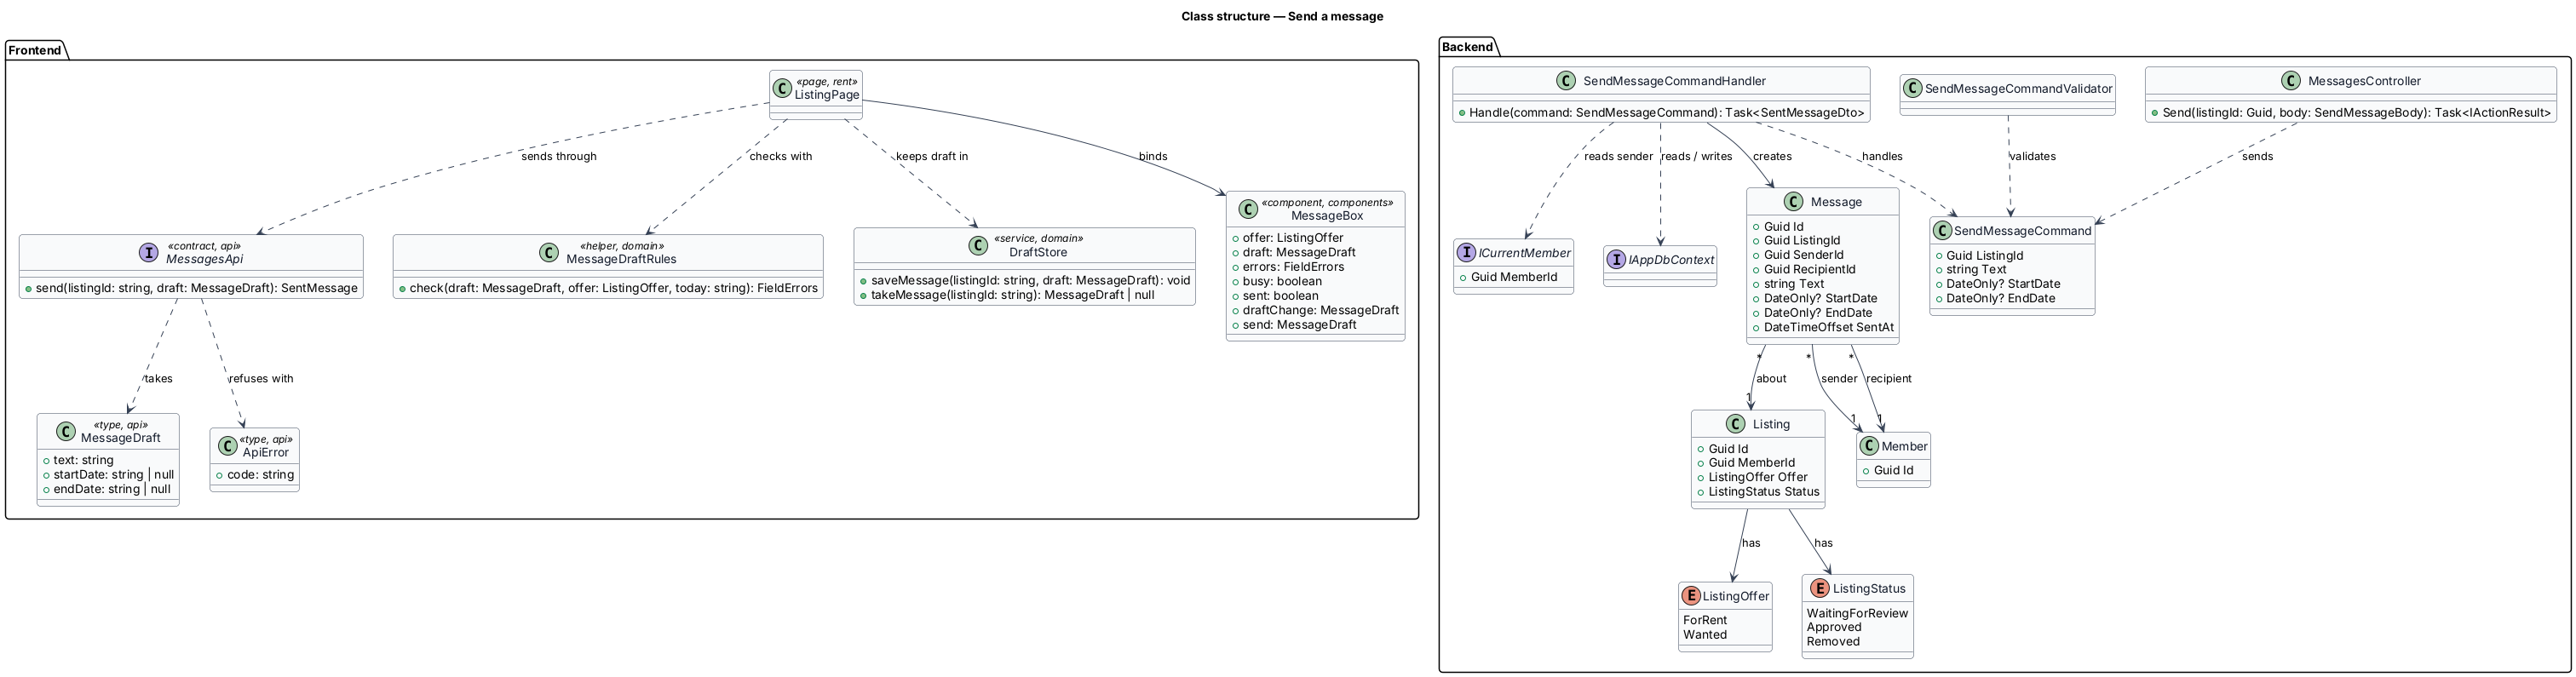 Class structure — Send a message
Frontend
«page, rent»
ListingPage
sends through
checks with
keeps draft in
binds
«contract, api»
MessagesApi
send(listingId: string, draft: MessageDraft): SentMessage
«helper, domain»
MessageDraftRules
check(draft: MessageDraft, offer: ListingOffer, today: string): FieldErrors
«service, domain»
DraftStore
saveMessage(listingId: string, draft: MessageDraft): void
takeMessage(listingId: string): MessageDraft | null
«component, components»
MessageBox
offer: ListingOffer
draft: MessageDraft
errors: FieldErrors
busy: boolean
sent: boolean
draftChange: MessageDraft
send: MessageDraft
takes
refuses with
«type, api»
MessageDraft
text: string
startDate: string | null
endDate: string | null
«type, api»
ApiError
code: string
Backend
SendMessageCommandHandler
Handle(command: SendMessageCommand): Task<SentMessageDto>
SendMessageCommandValidator
MessagesController
Send(listingId: Guid, body: SendMessageBody): Task<IActionResult>
reads sender
reads / writes
creates
handles
validates
sends
ICurrentMember
Guid MemberId
IAppDbContext
Message
Guid Id
Guid ListingId
Guid SenderId
Guid RecipientId
string Text
DateOnly? StartDate
DateOnly? EndDate
DateTimeOffset SentAt
SendMessageCommand
Guid ListingId
string Text
DateOnly? StartDate
DateOnly? EndDate
*
*
*
about
sender
recipient
1
1
1
Listing
Guid Id
Guid MemberId
ListingOffer Offer
ListingStatus Status
Member
Guid Id
has
has
ListingOffer
ForRent
Wanted
ListingStatus
WaitingForReview
Approved
Removed